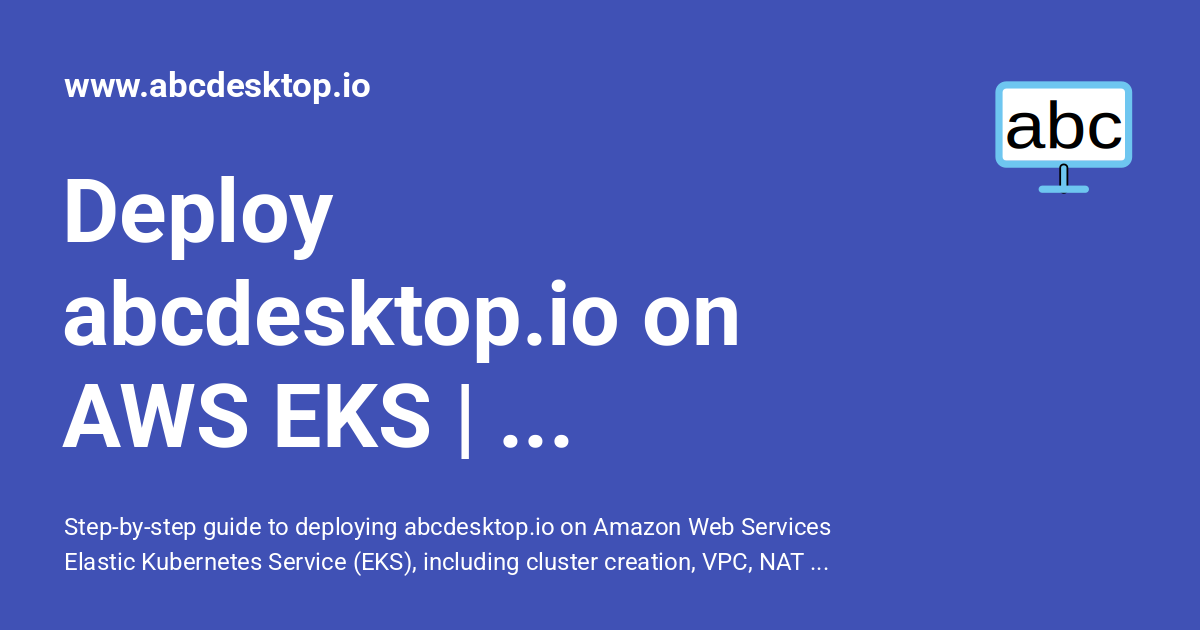 www.abcdesktop.io
abc
Deploy
abcdesktop.io on
AWS EKS | ...
Step-by-step guide to deploying abcdesktop.io on Amazon Web Services
Elastic Kubernetes Service (EKS), including cluster creation, VPC, NAT ...